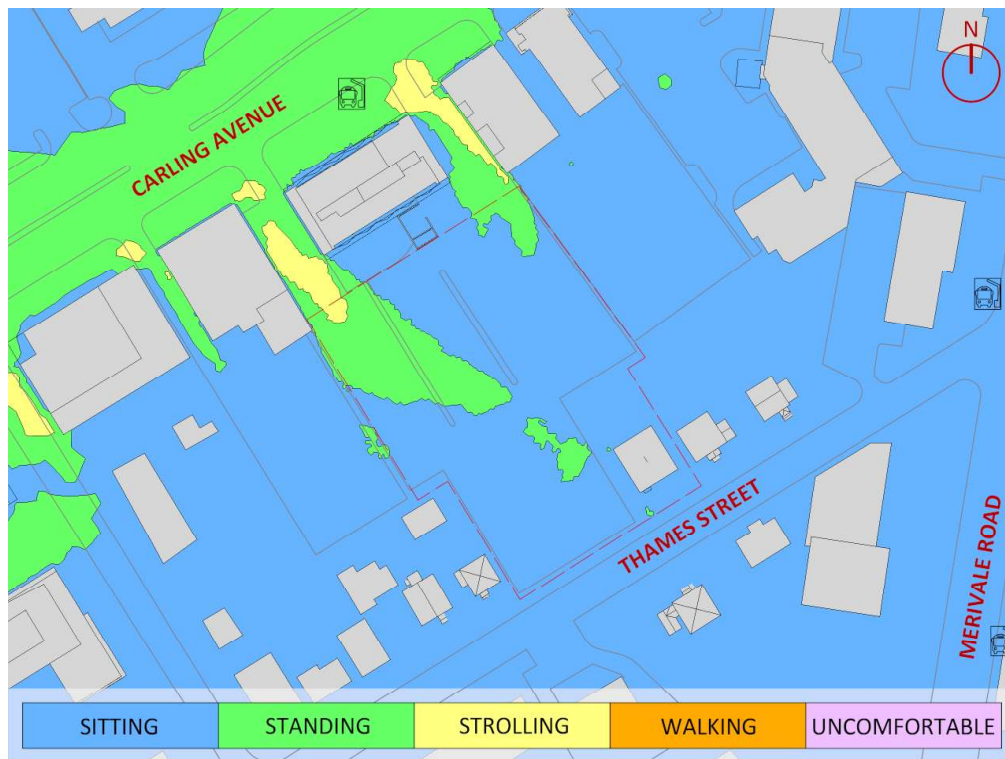 N
CARLING AVENUE
THAMES STREET
MERIVALE ROAD
SITTING
STANDING
STROLLING
WALKING
UNCOMFORTABLE